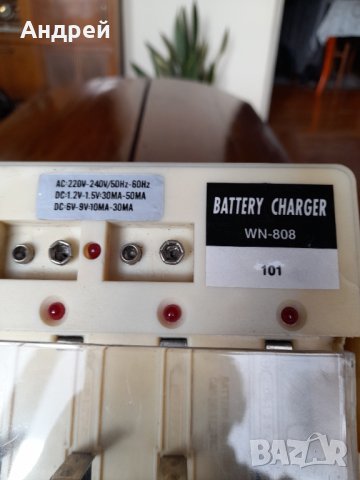 Андрей
AC:220V-240V/50Hz-60Hz
DC:1.2V-1.5V:30MA-50MA
DC:6V-9V:10MA-30MA
BATTERY CHARGER
WN-808
101
BAZAR